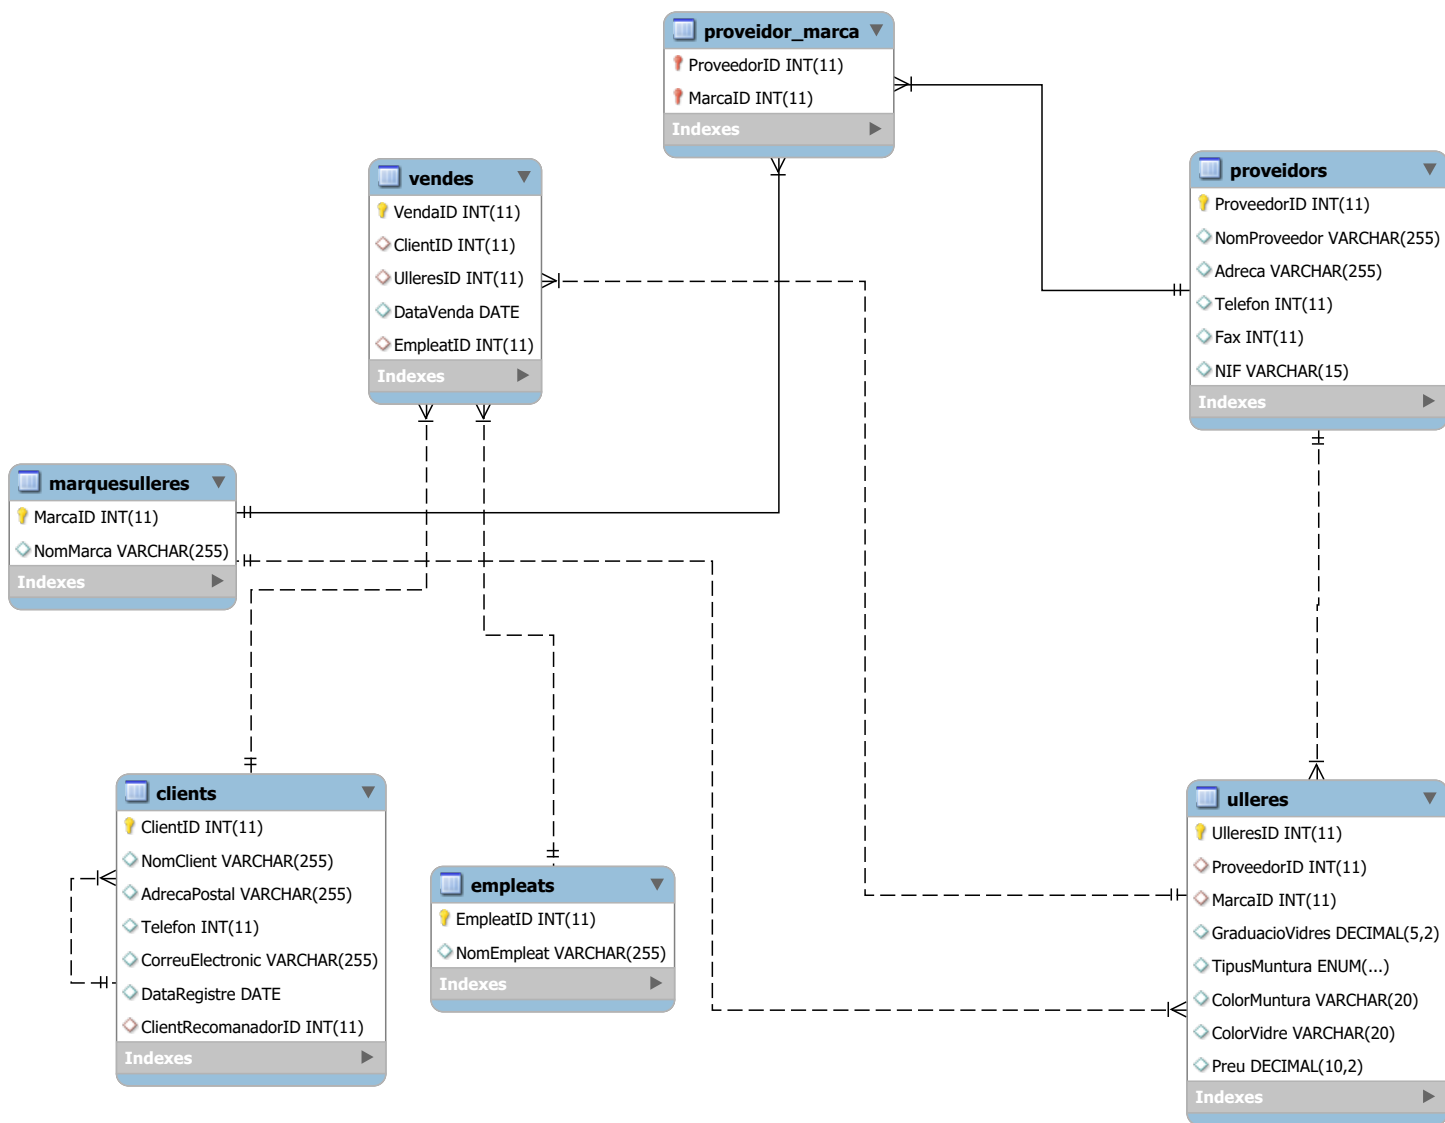 proveidor_marca
ProveedorID INT(11)
MarcaID INT(11)
Indexes
vendes
VendaID INT(11)
ClientID INT(11)
UlleresID INT(11)
DataVenda DATE
EmpleatID INT(11)
Indexes
proveidors
ProveedorID INT(11)
NomProveedor VARCHAR(255)
Adreca VARCHAR(255)
Telefon INT(11)
Fax INT(11)
NIF VARCHAR(15)
Indexes
marquesulleres
MarcaID INT(11)
NomMarca VARCHAR(255)
Indexes
clients
ClientID INT(11)
NomClient VARCHAR(255)
AdrecaPostal VARCHAR(255)
Telefon INT(11)
CorreuElectronic VARCHAR(255)
DataRegistre DATE
ClientRecomanadorID INT(11)
Indexes
empleats
EmpleatID INT(11)
NomEmpleat VARCHAR(255)
Indexes
ulleres
UlleresID INT(11)
ProveedorID INT(11)
MarcaID INT(11)
GraduacioVidres DECIMAL(5,2)
TipusMuntura ENUM(...)
ColorMuntura VARCHAR(20)
ColorVidre VARCHAR(20)
Preu DECIMAL(10,2)
Indexes